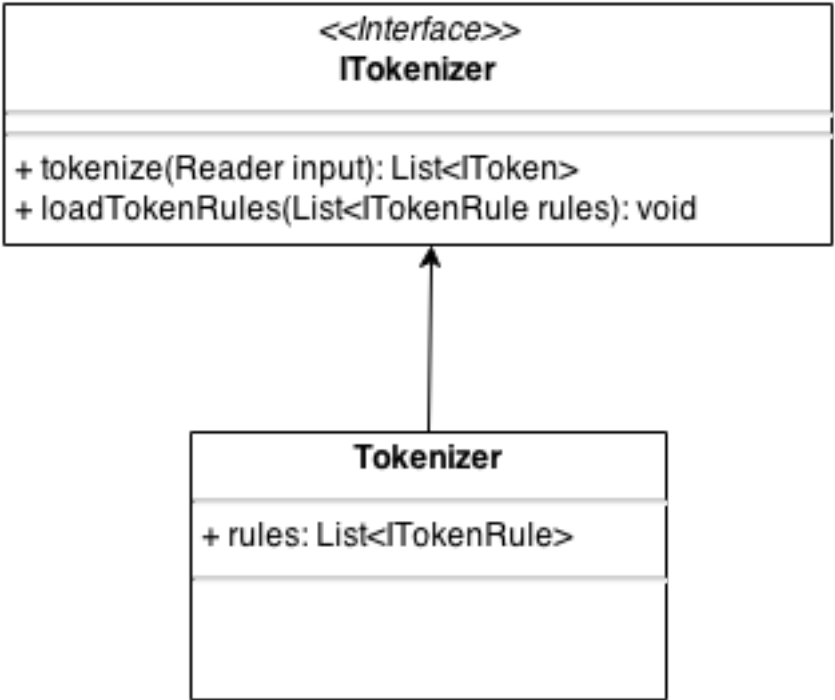 <<Interface>>
ITokenizer
+ tokenize(Reader input): List<IToken>
+ loadTokenRules(List<ITokenRule rules): void
Tokenizer
+ rules: List<ITokenRule>